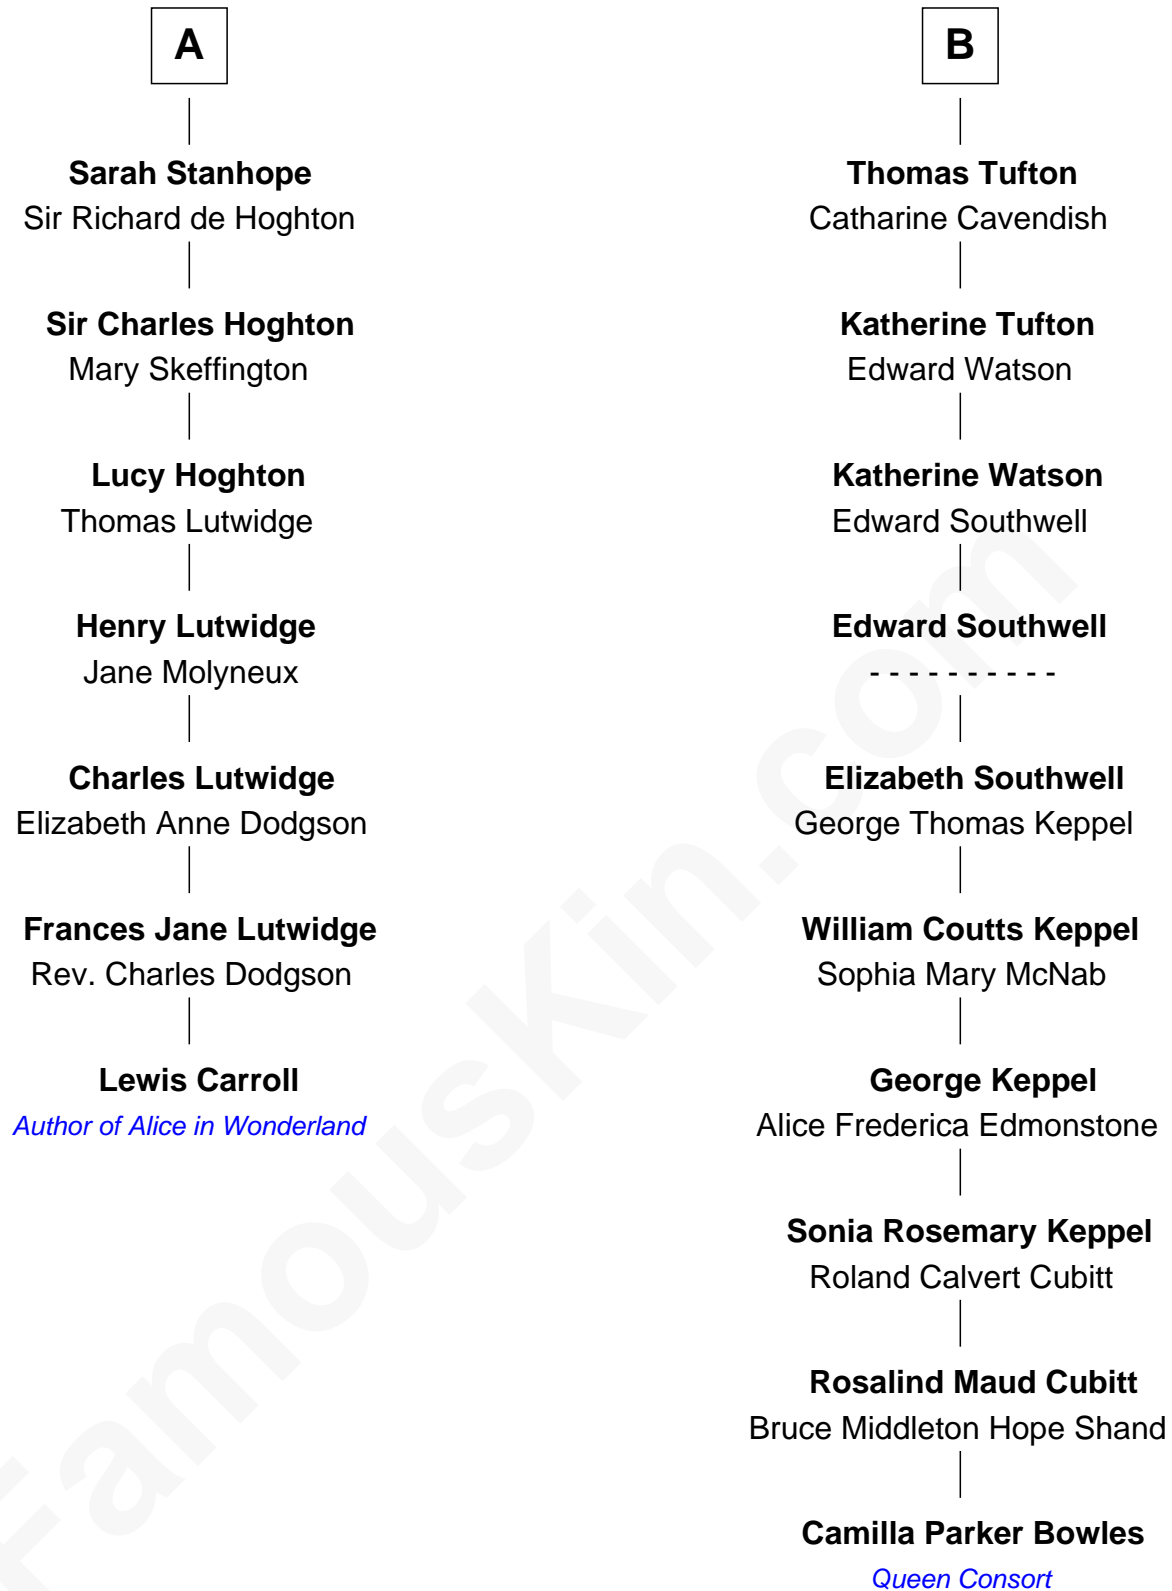 A
Sarah Stanhope
Sir Richard de Hoghton
Sir Charles Hoghton
Mary Skeffington
Lucy Hoghton
Thomas Lutwidge
Henry Lutwidge
Jane Molyneux
Charles Lutwidge
Elizabeth Anne Dodgson
Frances Jane Lutwidge
Rev. Charles Dodgson
Lewis Carroll
Author of Alice in Wonderland
B
Thomas Tufton
Catharine Cavendish
Katherine Tufton
Edward Watson
Katherine Watson
Edward Southwell
Edward Southwell
- - - - - - - - - -
Elizabeth Southwell
George Thomas Keppel
William Coutts Keppel
Sophia Mary McNab
George Keppel
Alice Frederica Edmonstone
Sonia Rosemary Keppel
Roland Calvert Cubitt
Rosalind Maud Cubitt
Bruce Middleton Hope Shand
Camilla Parker Bowles
Queen Consort
FamousKin.com